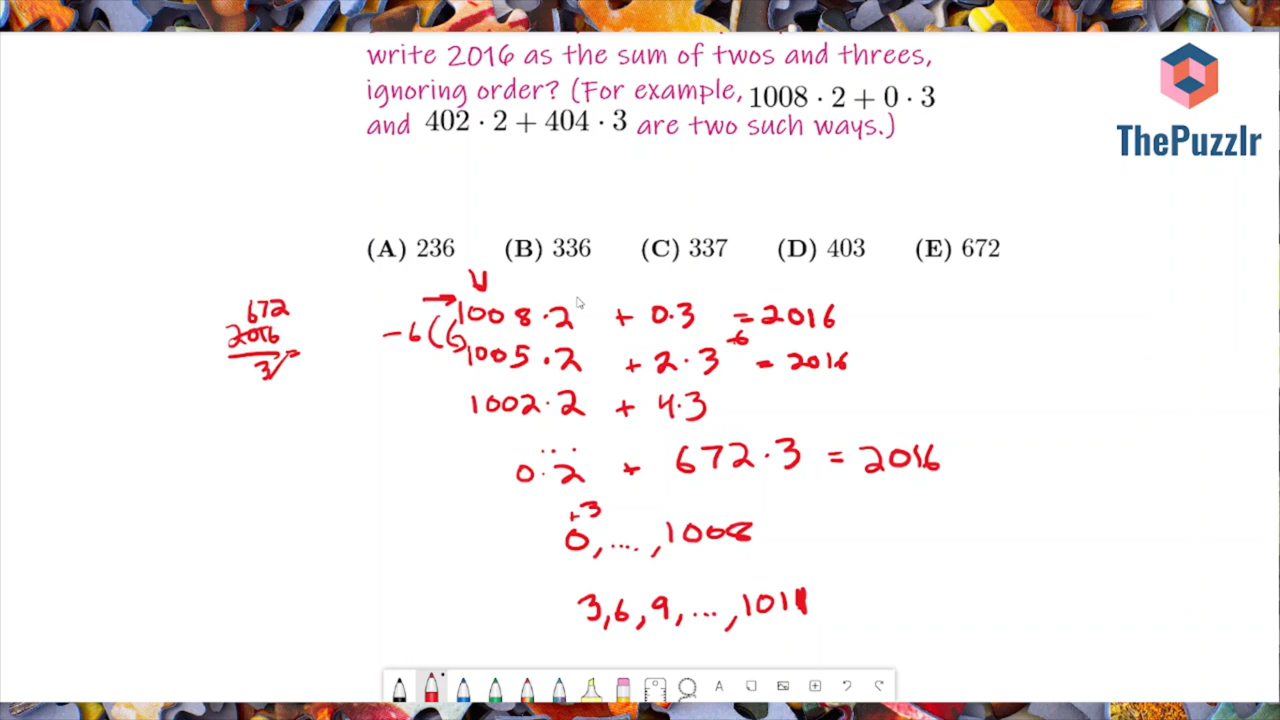 write 2016 as the sum of twos and threes,
ignoring order? (For example, 1008 · 2 + 0 · 3
and 402 · 2 + 404 · 3 are two such ways.)
ThePuzzlr
(A) 236 (B) 336 (C) 337 (D) 403 (E) 672
1008 · 2 + 0 · 3 = 2016
672
2016
3
-6 (6
1005 · 2 + 2 · 3 = 2016
-6
1002 · 2 + 4 · 3
...
0 · 2 + 672 · 3 = 2016
+3
0, ...., 1008
3, 6, 9, ..., 1011
A